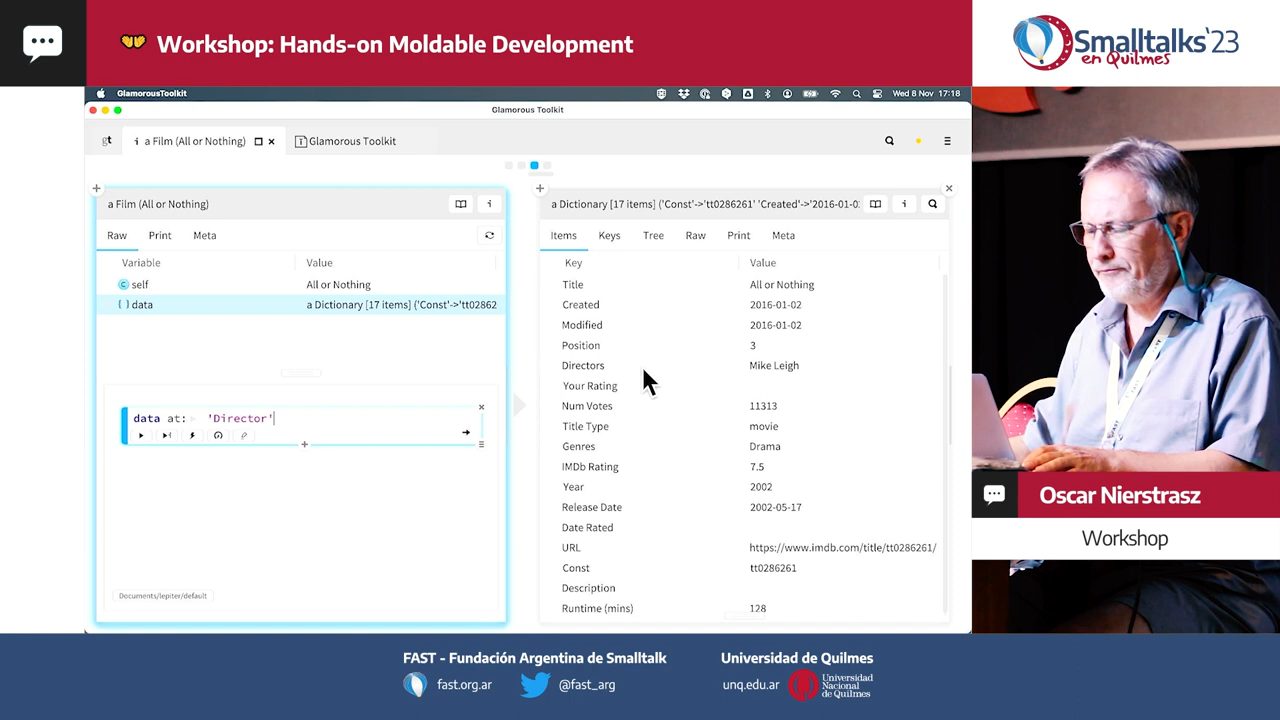 Workshop: Hands-on Moldable Development
Smalltalks'23
en Quilmes
GlamorousToolkit
Wed 8 Nov 17:18
Glamorous Toolkit
gt
i a Film (All or Nothing)
Glamorous Toolkit
a Film (All or Nothing)
Raw Print Meta
Variable Value
self All or Nothing
data a Dictionary [17 items] ('Const'->'tt02862
data at: 'Director'
Documents/lepiter/default
a Dictionary [17 items] ('Const'->'tt0286261' 'Created'->'2016-01-0
Items Keys Tree Raw Print Meta
Key Value
Title All or Nothing
Created 2016-01-02
Modified 2016-01-02
Position 3
Directors Mike Leigh
Your Rating
Num Votes 11313
Title Type movie
Genres Drama
IMDb Rating 7.5
Year 2002
Release Date 2002-05-17
Date Rated
URL https://www.imdb.com/title/tt0286261/
Const tt0286261
Description
Runtime (mins) 128
Oscar Nierstrasz
Workshop
FAST - Fundación Argentina de Smalltalk
fast.org.ar @fast_arg
Universidad de Quilmes
unq.edu.ar
Universidad
Nacional
de Quilmes